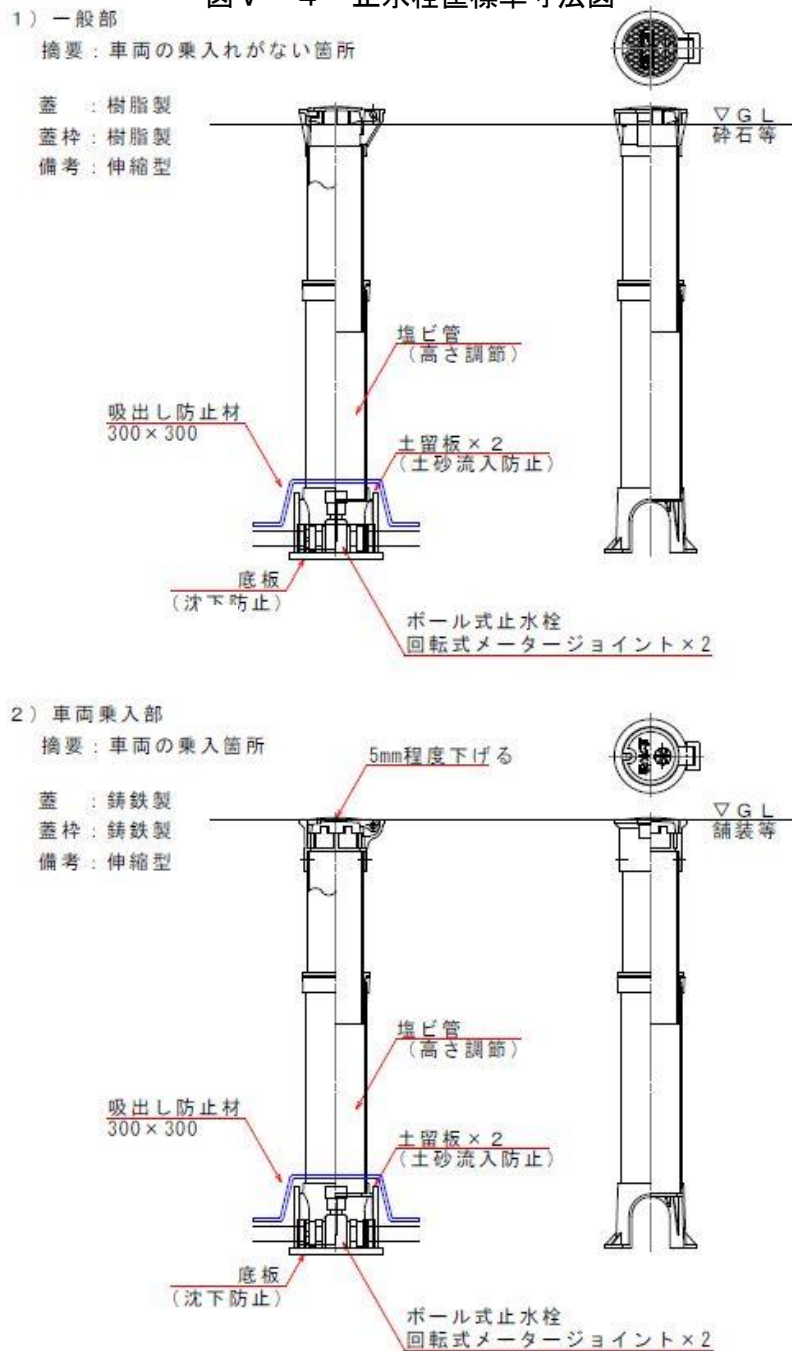 図Ⅴ－4 止水栓筐標準寸法図
1）一般部
摘要：車両の乗入れがない箇所
蓋 ：樹脂製
蓋枠：樹脂製
備考：伸縮型
▽GL
砕石等
塩ビ管
（高さ調節）
吸出し防止材
300×300
土留板×2
（土砂流入防止）
底板
（沈下防止）
ボール式止水栓
回転式メータージョイント×2
2）車両乗入部
摘要：車両の乗入箇所
5mm程度下げる
蓋 ：鋳鉄製
蓋枠：鋳鉄製
備考：伸縮型
▽GL
舗装等
塩ビ管
（高さ調節）
吸出し防止材
300×300
土留板×2
（土砂流入防止）
底板
（沈下防止）
ボール式止水栓
回転式メータージョイント×2